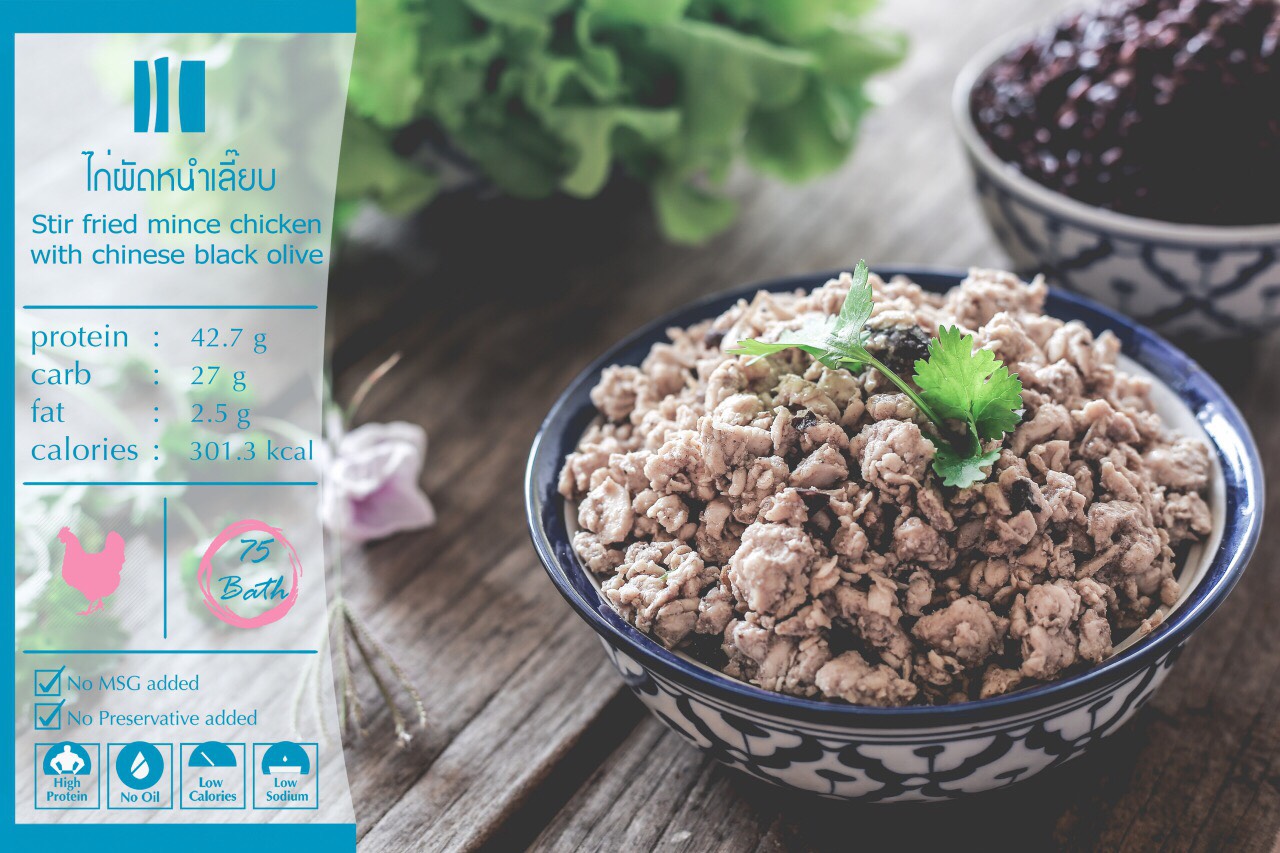 ไก่ผัดหนำเลี๊ยบ
Stir fried mince chicken
with chinese black olive
protein : 42.7 g
carb : 27 g
fat : 2.5 g
calories : 301.3 kcal
75
Bath
No MSG added
No Preservative added
High
Protein
No Oil
Low
Calories
Low
Sodium